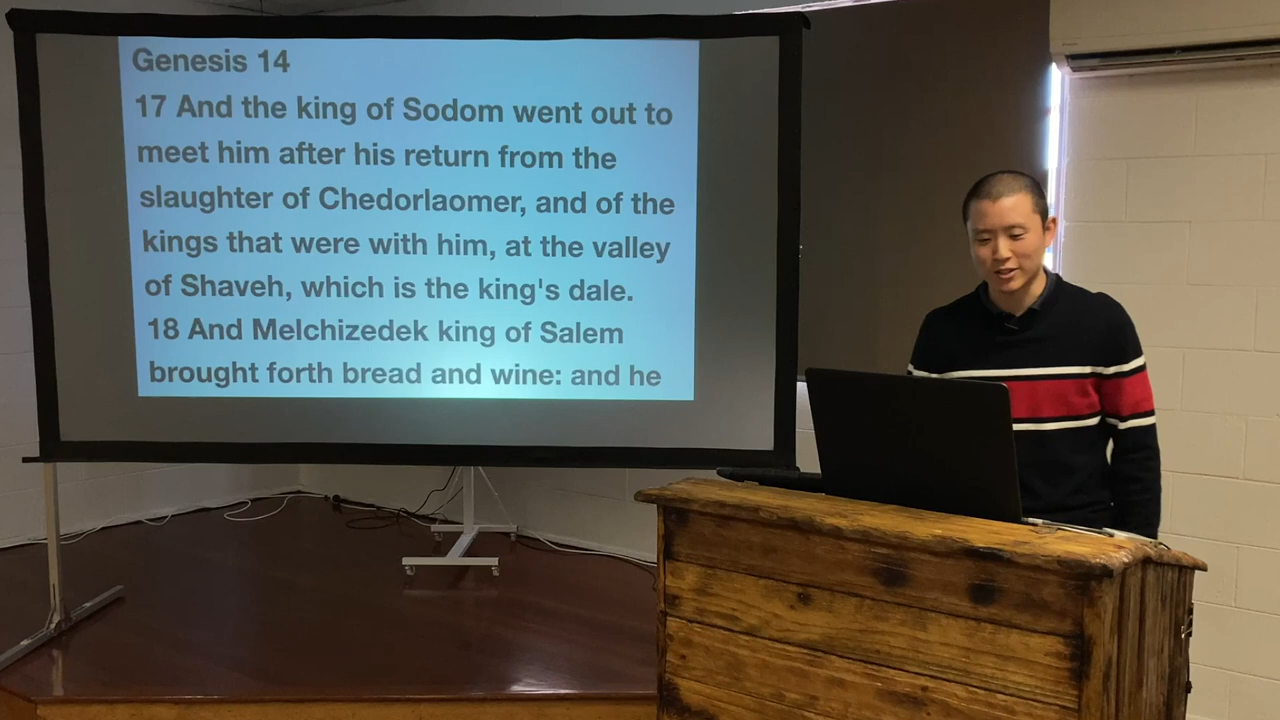 Genesis 14
17 And the king of Sodom went out to
meet him after his return from the
slaughter of Chedorlaomer, and of the
kings that were with him, at the valley
of Shaveh, which is the king's dale.
18 And Melchizedek king of Salem
brought forth bread and wine: and he